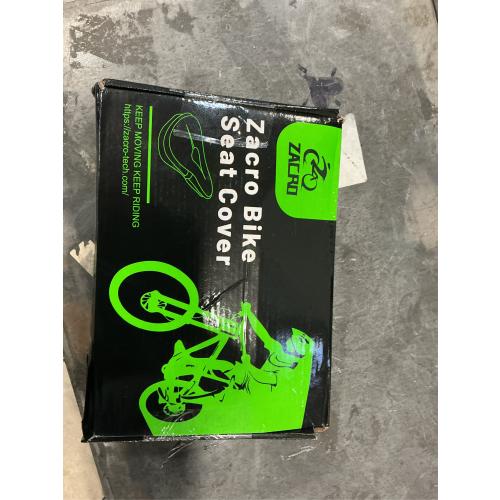 ZACRO
Zacro Bike
Seat Cover
KEEP MOVING KEEP RIDING
https://zacro-tech.com/